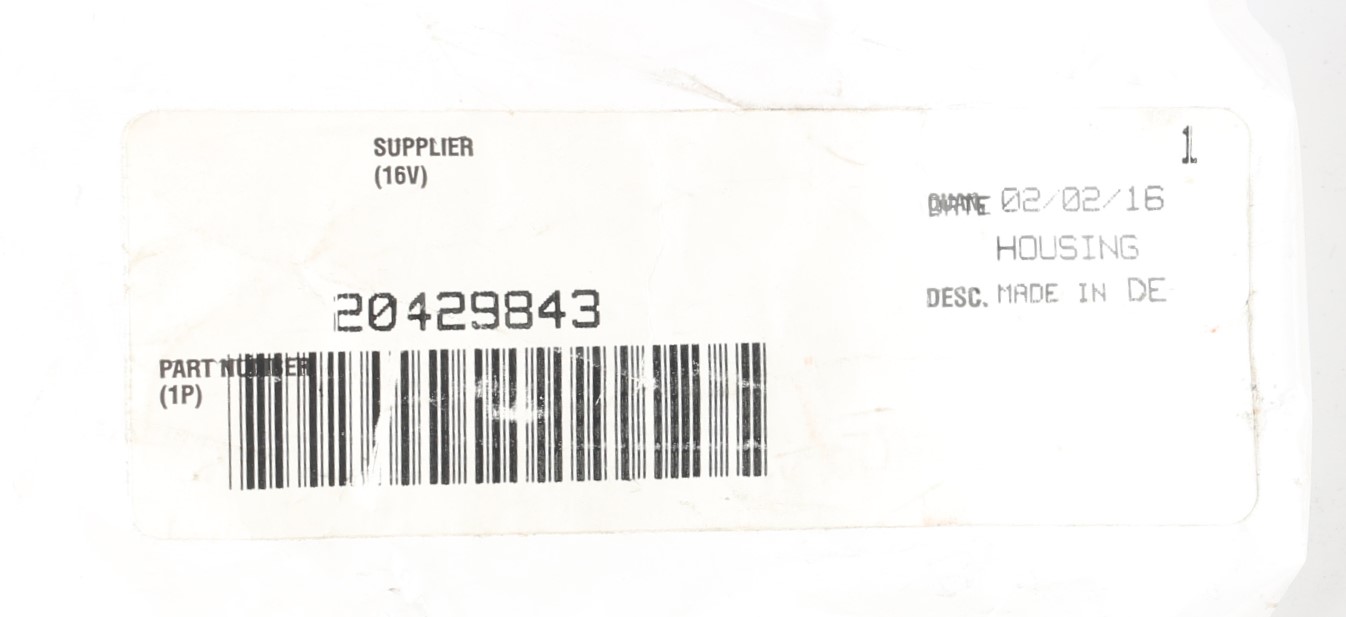 SUPPLIER
(16V)
1
02/02/16
HOUSING
DESC. MADE IN DE
20429843
PART NUMBER
(1P)